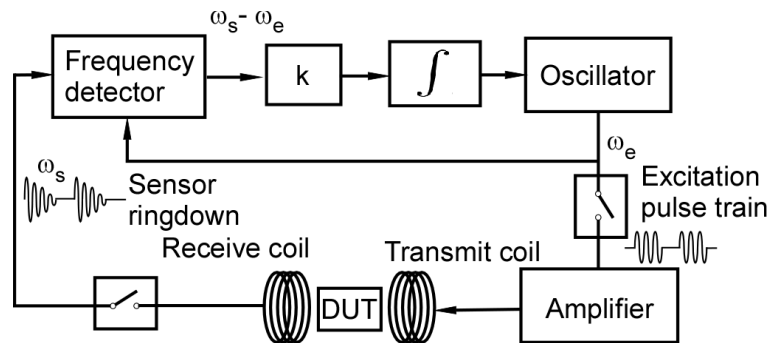 ωs- ωe
Frequency
detector
k
∫
Oscillator
ωe
ωs
Sensor
ringdown
Excitation
pulse train
Receive coil
Transmit coil
DUT
Amplifier